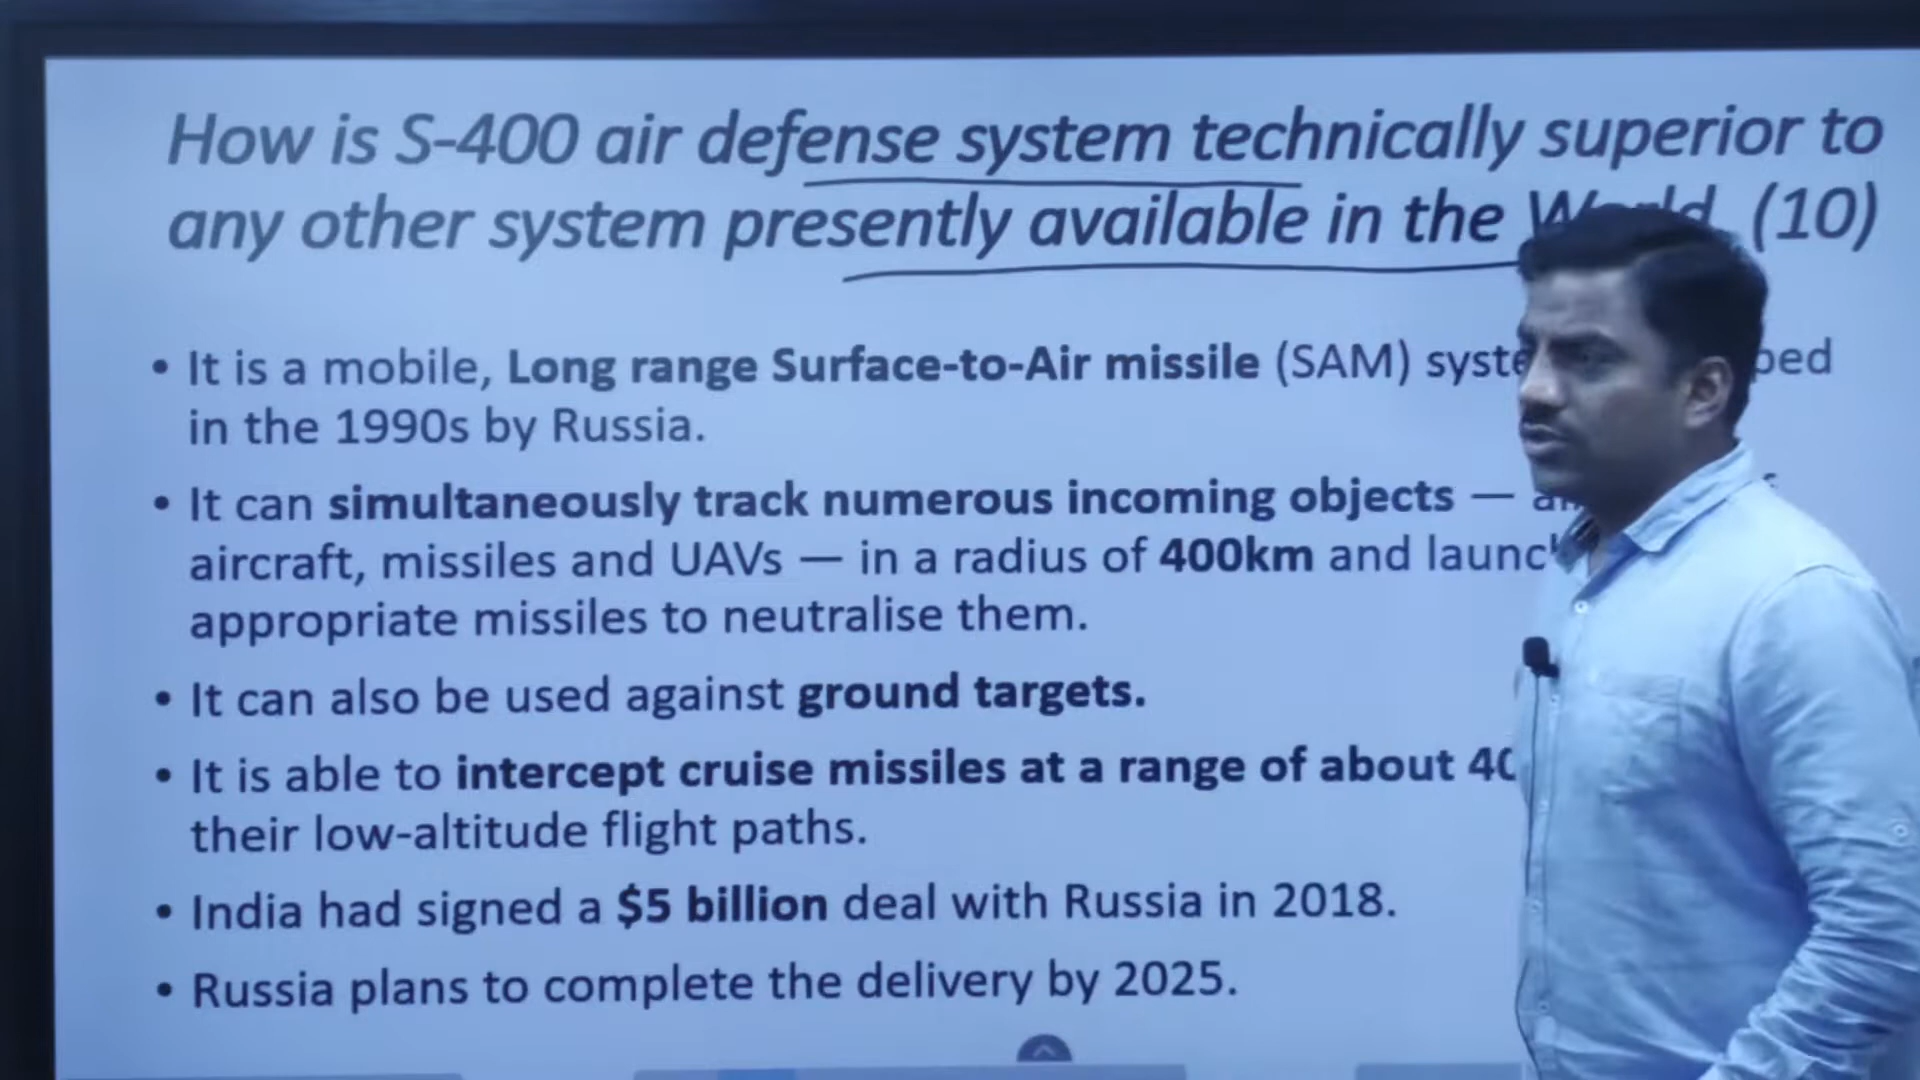 How is S-400 air defense system technically superior to
any other system presently available in the World. (10)
• It is a mobile, Long range Surface-to-Air missile (SAM)
in the 1990s by Russia.
• It can simultaneously track numerous incoming objects —
aircraft, missiles and UAVs — in a radius of 400km and
appropriate missiles to neutralise them.
• It can also be used against ground targets.
• It is able to intercept cruise missiles at a range of about
their low-altitude flight paths.
• India had signed a $5 billion deal with Russia in 2018.
• Russia plans to complete the delivery by 2025.